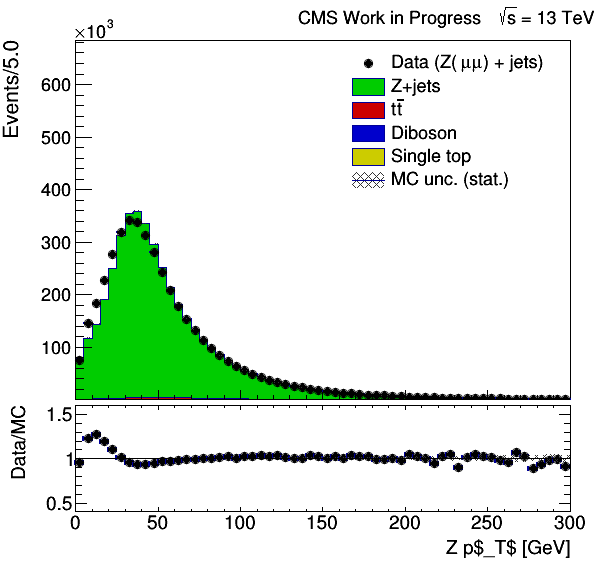 CMS Work in Progress √s = 13 TeV
×10³
Events/5.0
600
500
400
300
200
100
Data (Z(μμ) + jets)
Z+jets
tt̄
Diboson
Single top
MC unc. (stat.)
Data/MC
1.5
1
0.5
0 50 100 150 200 250 300
Z p$_T$ [GeV]